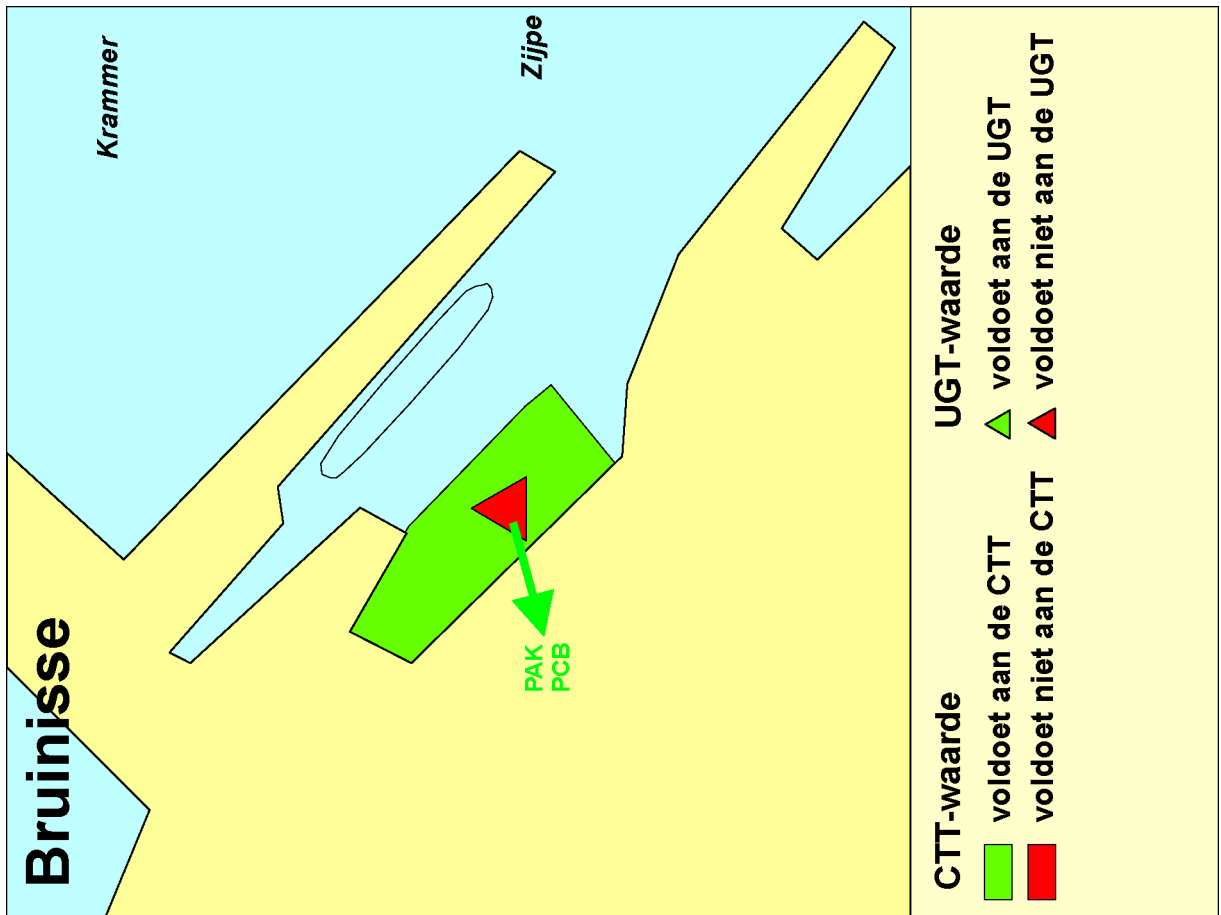 Bruinisse
Krammer
Zijpe
PAK
PCB
CTT-waarde
voldoet aan de CTT
voldoet niet aan de CTT
UGT-waarde
voldoet aan de UGT
voldoet niet aan de UGT